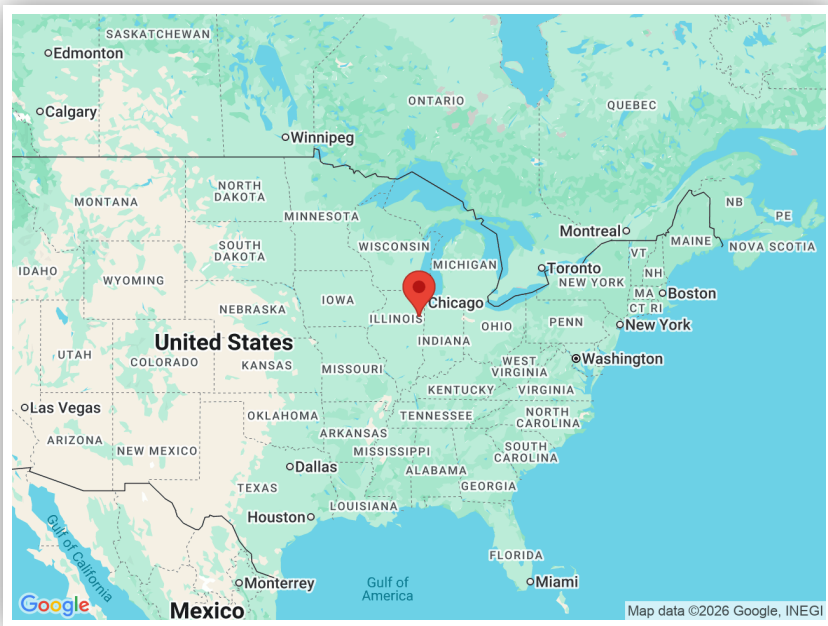 SASKATCHEWAN
Edmonton
Calgary
ONTARIO
QUEBEC
Winnipeg
NORTH
DAKOTA
MONTANA
MINNESOTA
NB
PE
Montreal
MAINE
NOVA SCOTIA
SOUTH
DAKOTA
WISCONSIN
VT
MICHIGAN
Toronto
IDAHO
WYOMING
NEW YORK
NH
MA
Boston
IOWA
Chicago
NEBRASKA
CT RI
ILLINOIS
OHIO
PENN
New York
United States
INDIANA
UTAH
COLORADO
KANSAS
MISSOURI
WEST
VIRGINIA
Washington
KENTUCKY
VIRGINIA
Las Vegas
OKLAHOMA
TENNESSEE
NORTH
CAROLINA
ARIZONA
NEW MEXICO
ARKANSAS
MISSISSIPPI
SOUTH
CAROLINA
Dallas
ALABAMA
TEXAS
GEORGIA
LOUISIANA
Houston
Gulf of California
FLORIDA
Monterrey
Gulf of
America
Miami
Google
Mexico
Map data ©2026 Google, INEGI